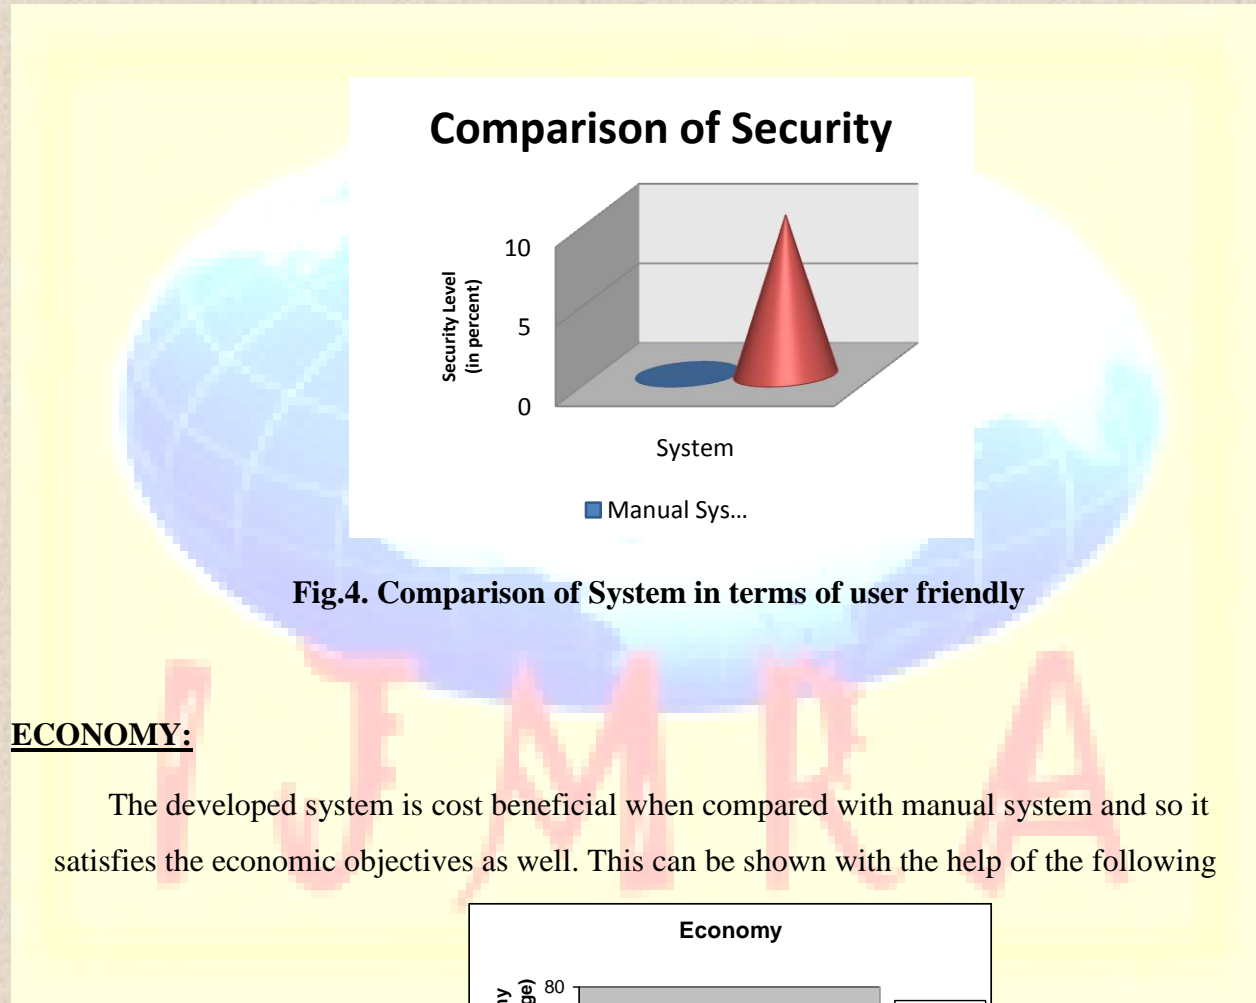 Comparison of Security
10
5
0
Security Level
(in percent)
System
Manual Sys...
Fig.4. Comparison of System in terms of user friendly
IJMRA
ECONOMY:
The developed system is cost beneficial when compared with manual system and so it
satisfies the economic objectives as well. This can be shown with the help of the following
Economy
80